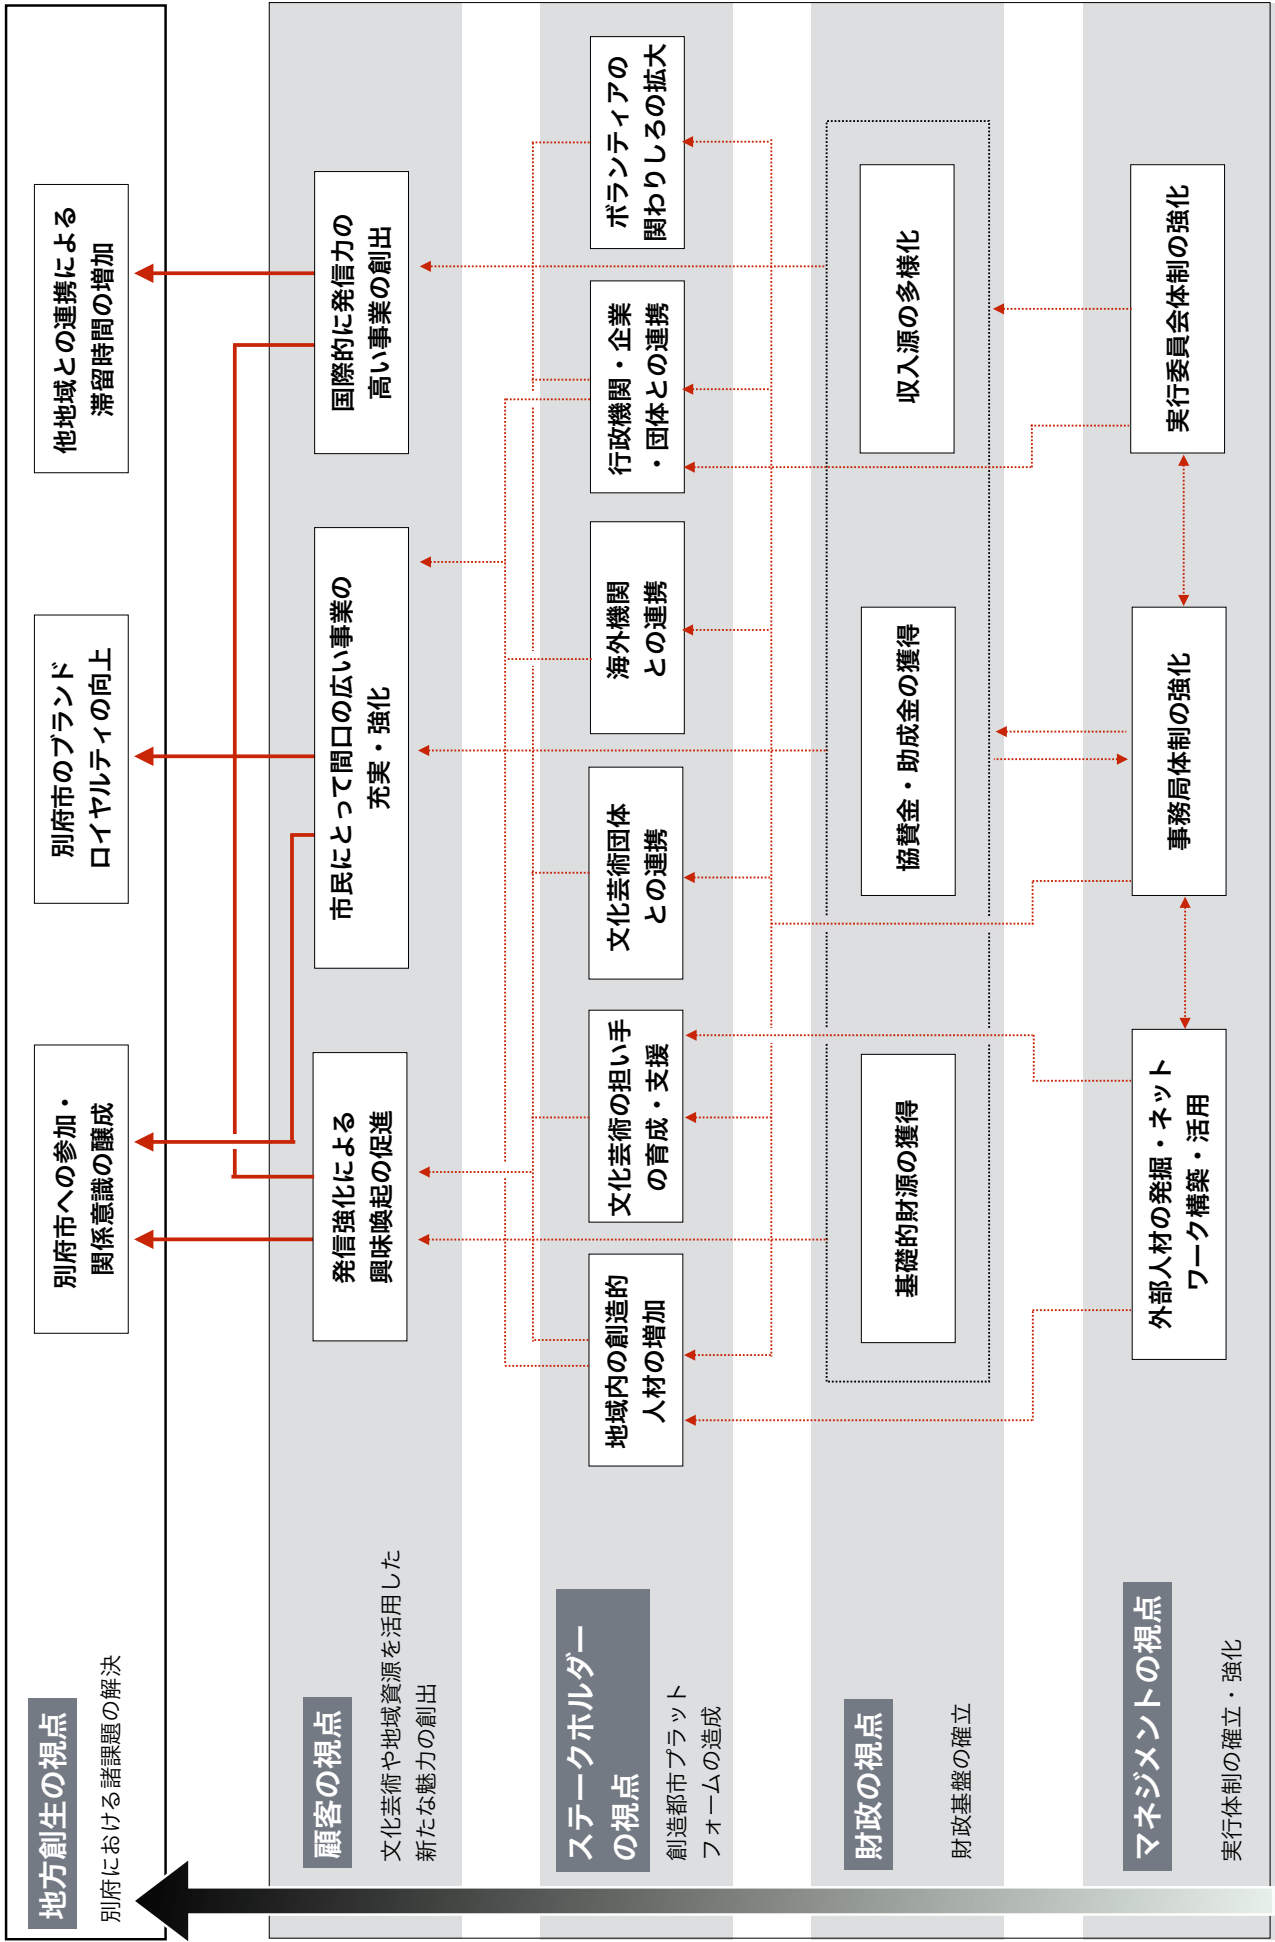 地方創生の視点
別府における諸課題の解決
別府市への参加・
関係意識の醸成
別府市のブランド
ロイヤルティの向上
他地域との連携による
滞留時間の増加
顧客の視点
文化芸術や地域資源を活用した
新たな魅力の創出
発信強化による
興味喚起の促進
市民にとって間口の広い事業の
充実・強化
国際的に発信力の
高い事業の創出
ステークホルダー
の視点
創造都市プラット
フォームの造成
地域内の創造的
人材の増加
文化芸術の担い手
の育成・支援
文化芸術団体
との連携
海外機関
との連携
行政機関・企業
・団体との連携
ボランティアの
関わりしろの拡大
財政の視点
財政基盤の確立
基礎的財源の獲得
協賛金・助成金の獲得
収入源の多様化
マネジメントの視点
実行体制の確立・強化
外部人材の発掘・ネット
ワーク構築・活用
事務局体制の強化
実行委員会体制の強化